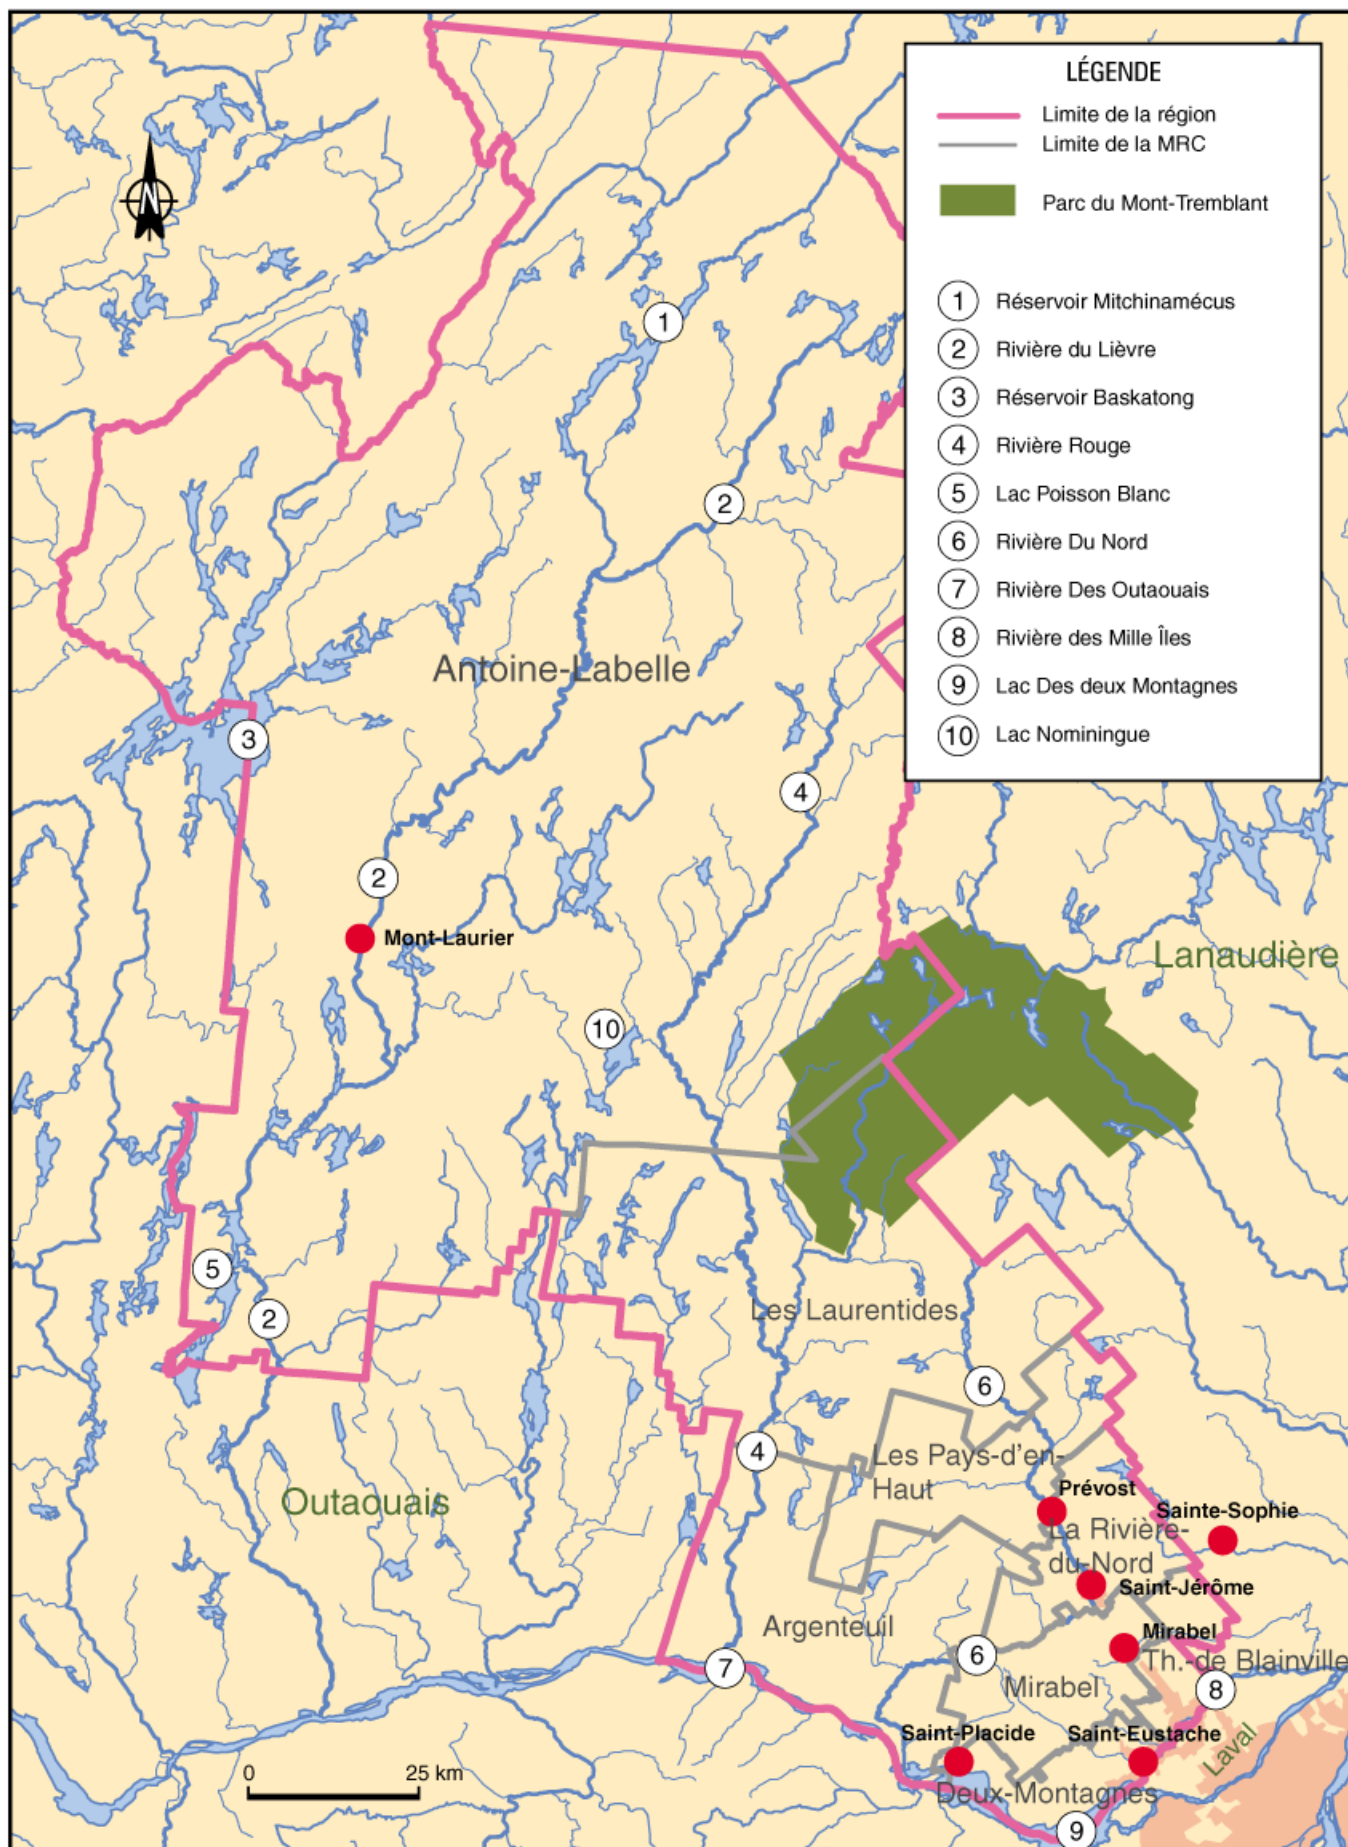 LÉGENDE
Limite de la région
Limite de la MRC
Parc du Mont-Tremblant
1 Réservoir Mitchinamécus
2 Rivière du Lièvre
3 Réservoir Baskatong
4 Rivière Rouge
5 Lac Poisson Blanc
6 Rivière Du Nord
7 Rivière Des Outaouais
8 Rivière des Mille Îles
9 Lac Des deux Montagnes
10 Lac Nominingue
N
1
2
Antoine-Labelle
3
4
2
Mont-Laurier
Lanaudière
10
5
2
Les Laurentides
6
4
Les Pays-d'en-
Haut
Outaouais
Prévost
Sainte-Sophie
La Rivière-
du-Nord
Saint-Jérôme
Argenteuil
Mirabel
6
Th.-de Blainville
7
Mirabel
8
Saint-Placide
Saint-Eustache
Laval
0 25 km
Deux-Montagnes
9